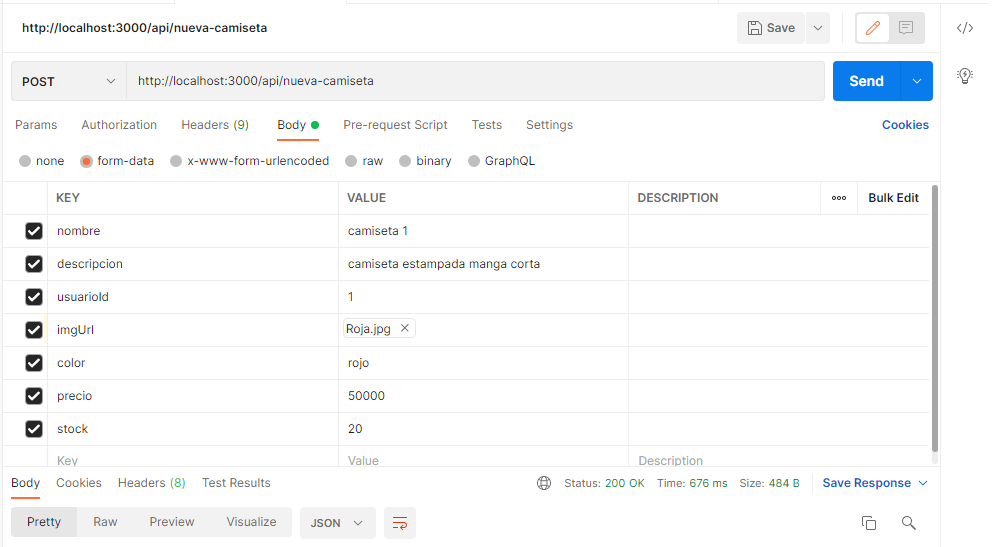 http://localhost:3000/api/nueva-camiseta Save
POST http://localhost:3000/api/nueva-camiseta Send
Params Authorization Headers (9) Body Pre-request Script Tests Settings Cookies
none form-data x-www-form-urlencoded raw binary GraphQL
KEY VALUE DESCRIPTION Bulk Edit
nombre camiseta 1
descripcion camiseta estampada manga corta
usuarioId 1
imgUrl Roja.jpg
color rojo
precio 50000
stock 20
Key Value Description
Body Cookies Headers (8) Test Results Status: 200 OK Time: 676 ms Size: 484 B Save Response
Pretty Raw Preview Visualize JSON